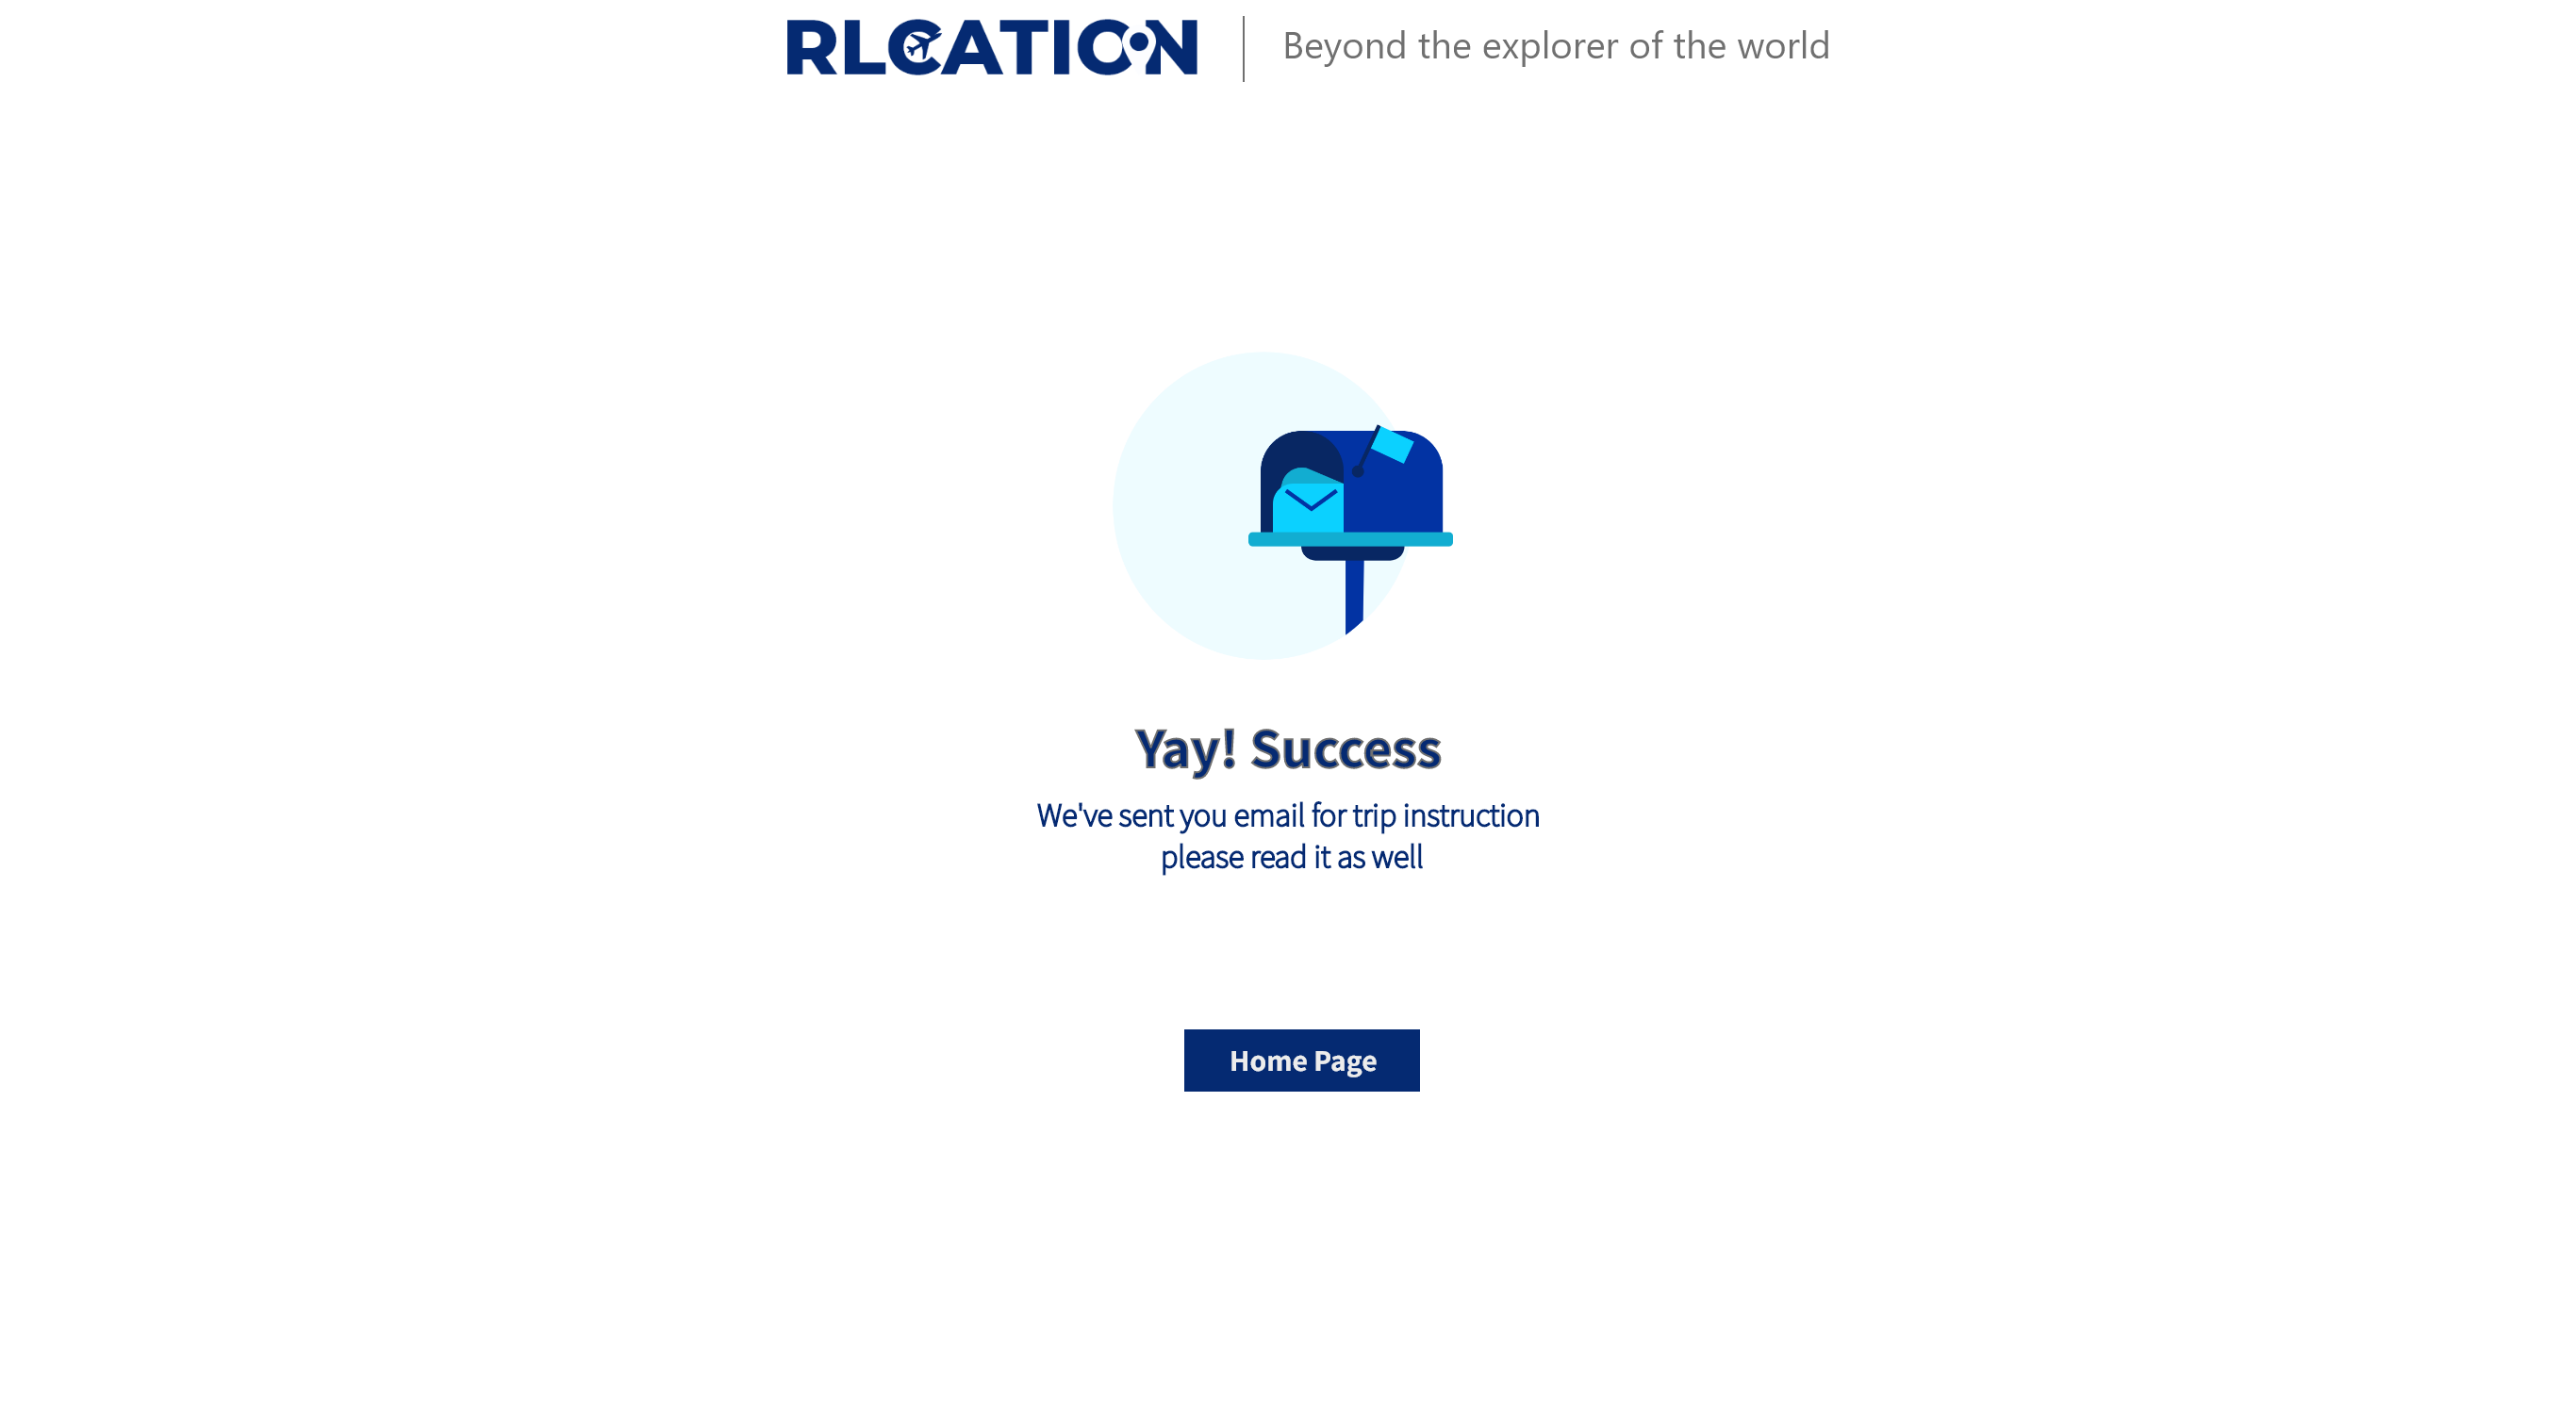 RLCATION
Beyond the explorer of the world
Yay! Success
We've sent you email for trip instruction
please read it as well
Home Page